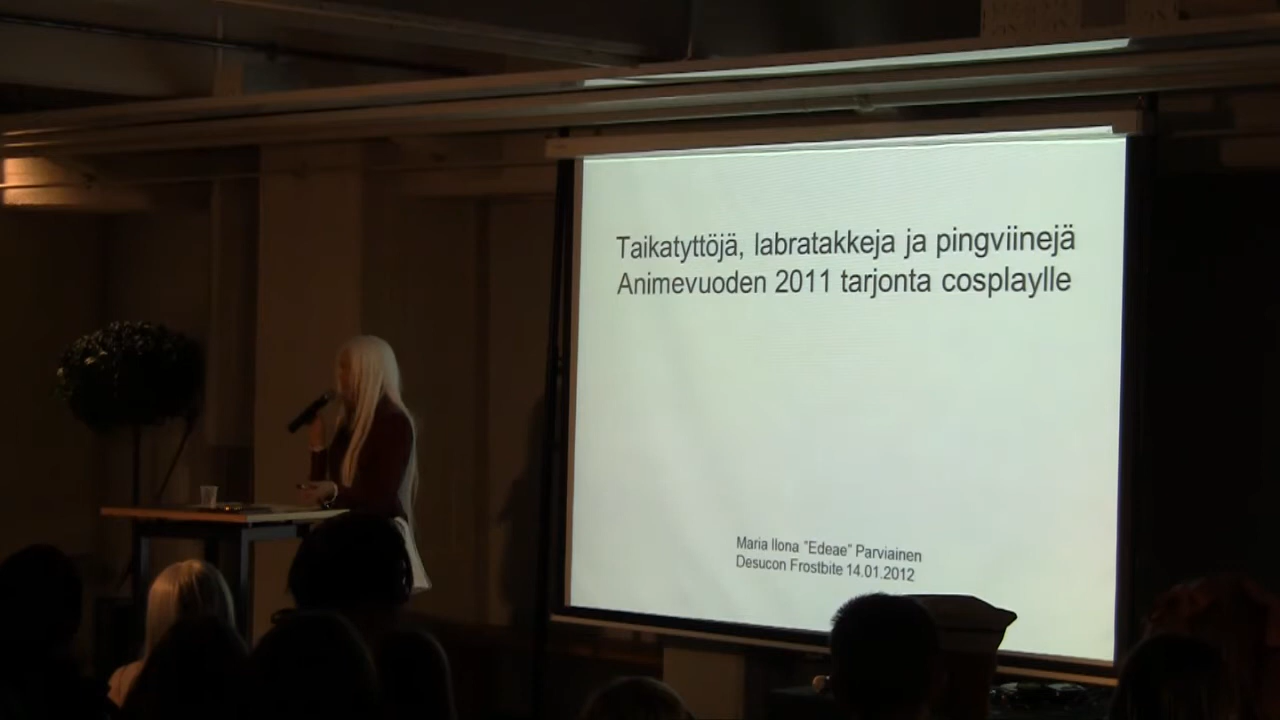 Taikatyttöjä, labratakkeja ja pingviinejä
Animevuoden 2011 tarjonta cosplaylle
Maria Ilona "Edeae" Parviainen
Desucon Frostbite 14.01.2012